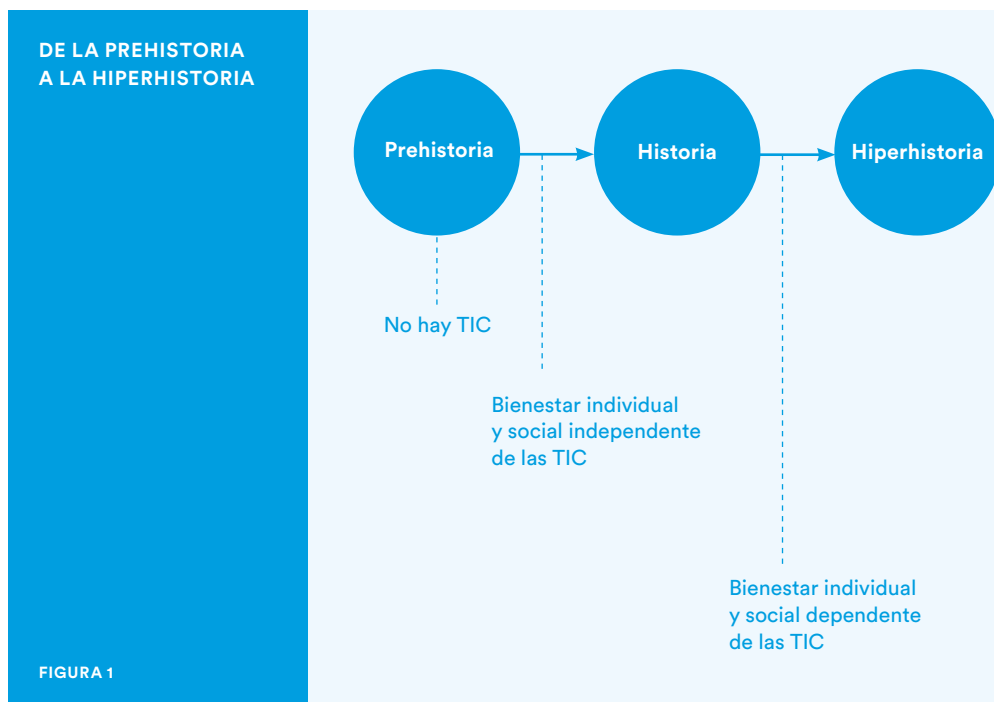 DE LA PREHISTORIA
A LA HIPERHISTORIA
Prehistoria
Historia
Hiperhistoria
No hay TIC
Bienestar individual
y social independente
de las TIC
Bienestar individual
y social dependente
de las TIC
FIGURA 1